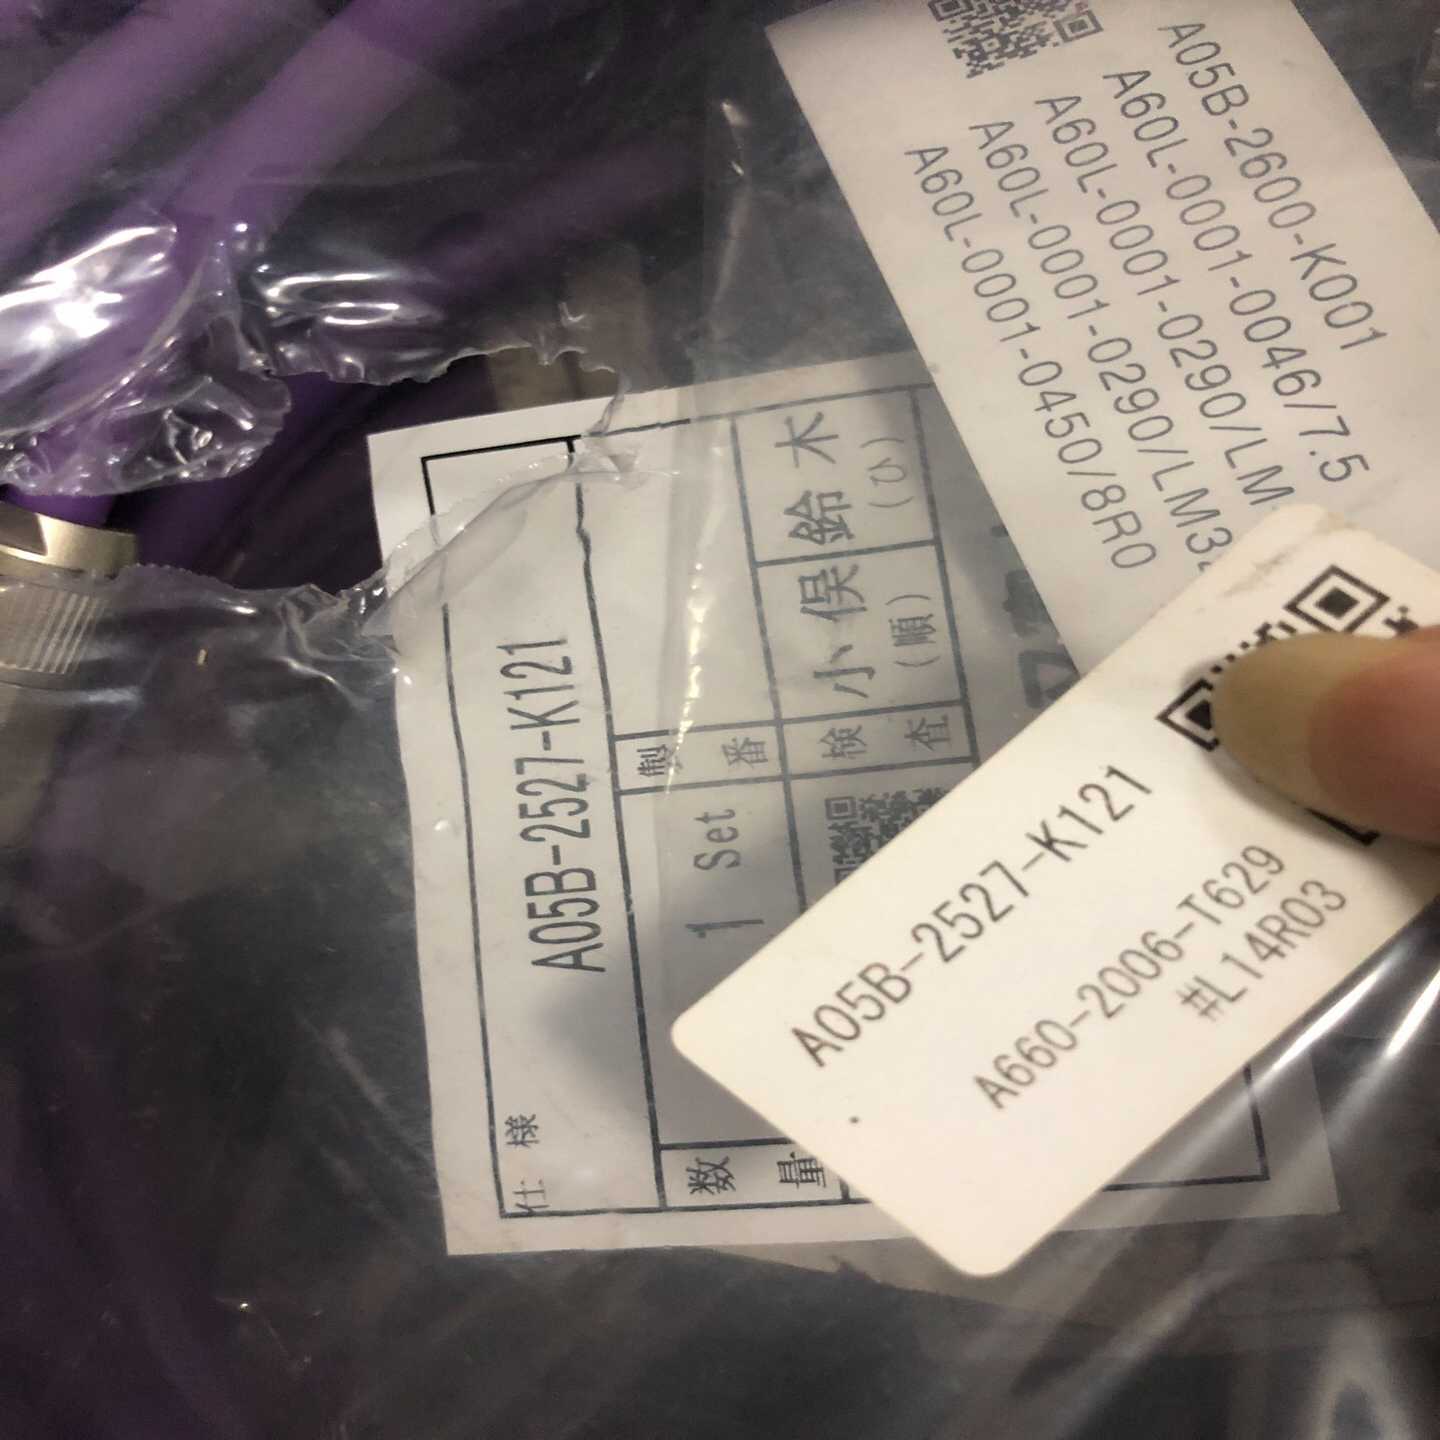 A05B-2600-K001
A60L-0001-0046/7.5
A60L-0001-0290/LM
A60L-0001-0290/LM3
A60L-0001-0450/8R0
仕様
A05B-2527-K121
数量
1 Set
製番
検査
小俣
(順)
鈴木
(ひ)
A05B-2527-K121
A660-2006-T629
#L14R03